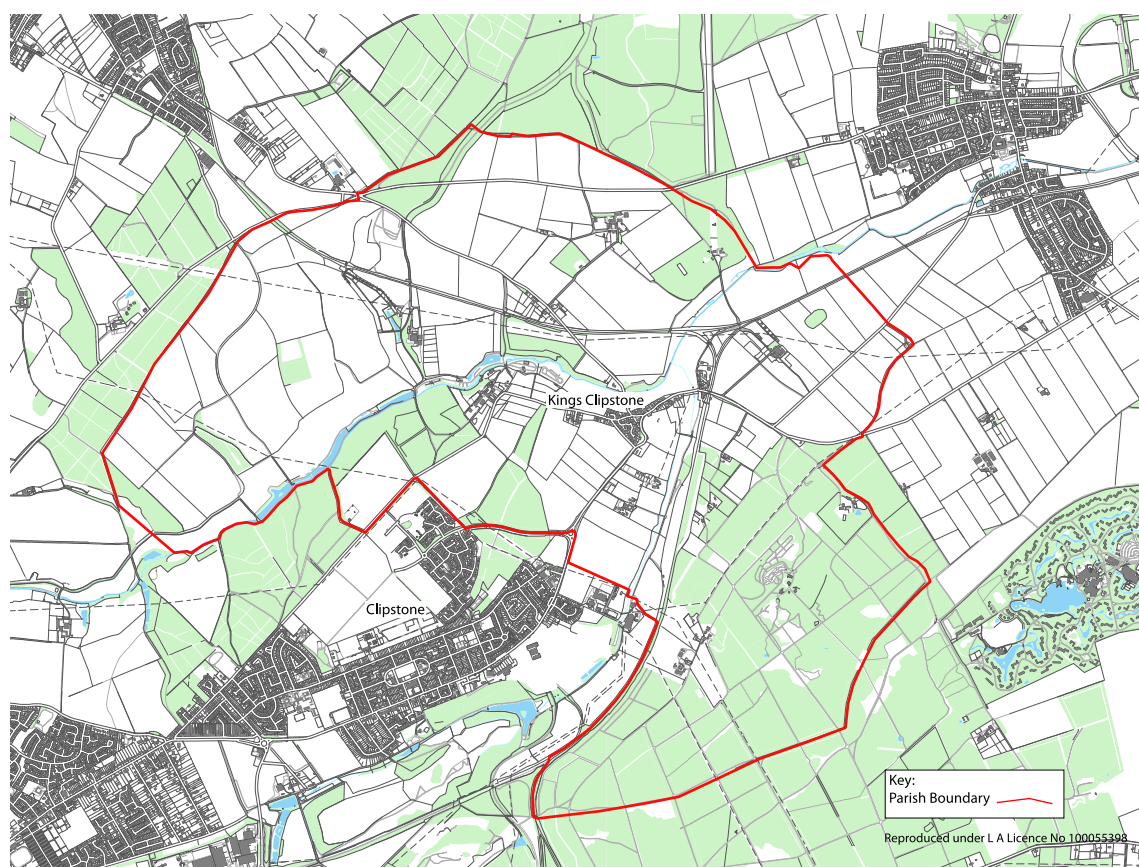 Kings Clipstone
Clipstone
Key:
Parish Boundary
Reproduced under L A Licence No 100055398